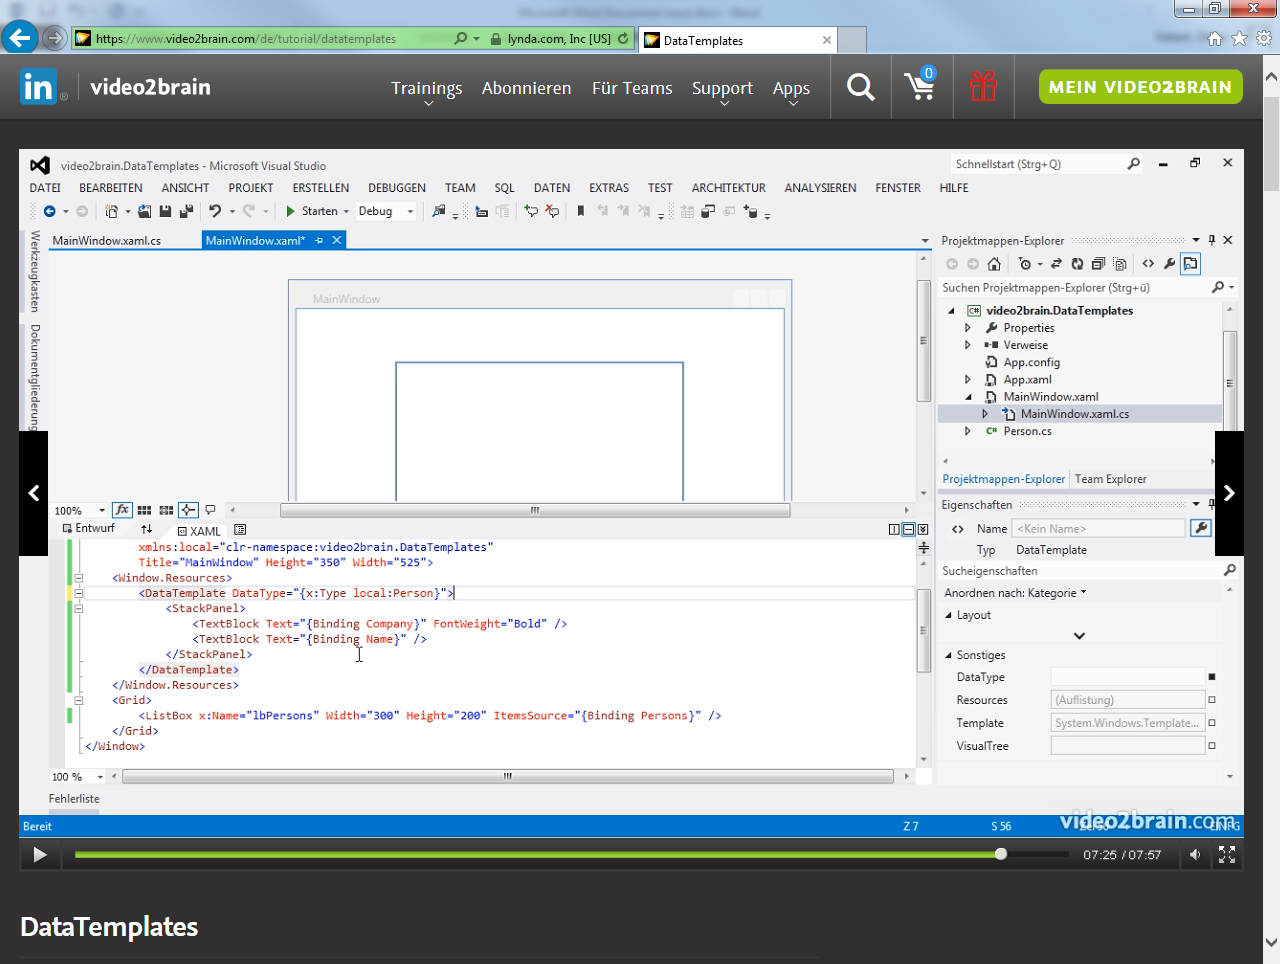 https://www.video2brain.com/de/tutorial/datatemplates
lynda.com, Inc [US]
DataTemplates
in
video2brain
Trainings
Abonnieren
Für Teams
Support
Apps
0
MEIN VIDEO2BRAIN
video2brain.DataTemplates - Microsoft Visual Studio
Schnellstart (Strg+Q)
DATEI BEARBEITEN ANSICHT PROJEKT ERSTELLEN DEBUGGEN TEAM SQL DATEN EXTRAS TEST ARCHITEKTUR ANALYSIEREN FENSTER HILFE
Starten
Debug
Werkzeugkasten
Dokumentgliederung
MainWindow.xaml.cs
MainWindow.xaml*
MainWindow
Projektmappen-Explorer
Suchen Projektmappen-Explorer (Strg+ü)
C# video2brain.DataTemplates
Properties
Verweise
App.config
App.xaml
MainWindow.xaml
MainWindow.xaml.cs
C# Person.cs
Projektmappen-Explorer
Team Explorer
100%
fx
Entwurf
XAML
xmlns:local="clr-namespace:video2brain.DataTemplates"
Title="MainWindow" Height="350" Width="525">
<Window.Resources>
<DataTemplate DataType="{x:Type local:Person}">
<StackPanel>
<TextBlock Text="{Binding Company}" FontWeight="Bold" />
<TextBlock Text="{Binding Name}" />
</StackPanel>
</DataTemplate>
</Window.Resources>
<Grid>
<ListBox x:Name="lbPersons" Width="300" Height="200" ItemsSource="{Binding Persons}" />
</Grid>
</Window>
100 %
Eigenschaften
Name <Kein Name>
Typ DataTemplate
Sucheigenschaften
Anordnen nach: Kategorie
Layout
Sonstiges
DataType
Resources (Auflistung)
Template System.Windows.Template...
VisualTree
Fehlerliste
Bereit
Z 7
S 56
video2brain.com
07:25 / 07:57
DataTemplates